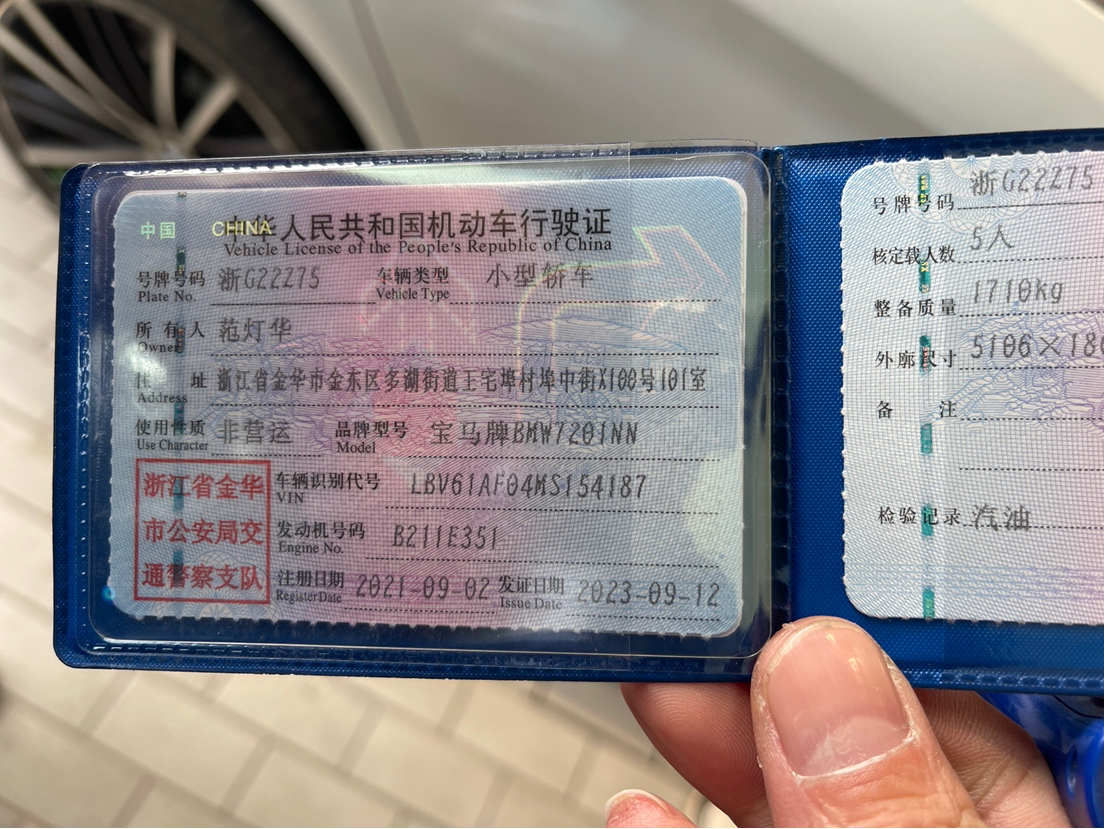 中国 CHINA
中华人民共和国机动车行驶证
Vehicle License of the People's Republic of China
号牌号码 浙G22Z75 车辆类型 小型轿车
Plate No. Vehicle Type
所有人 范灯华
Owner
住址 浙江省金华市金东区多湖街道王宅埠村埠中街X100号101室
Address
使用性质 非营运 品牌型号 宝马牌BMW7201NN
Use Character Model
浙江省金华
市公安局交
通警察支队
车辆识别代号 LBV61AF04MS154187
VIN
发动机号码 B211E351
Engine No.
注册日期 2021-09-02 发证日期 2023-09-12
Register Date Issue Date
号牌号码 浙G22Z75
核定载人数 5人
整备质量 1710kg
外廓尺寸 5106×180
备注
检验记录 汽油